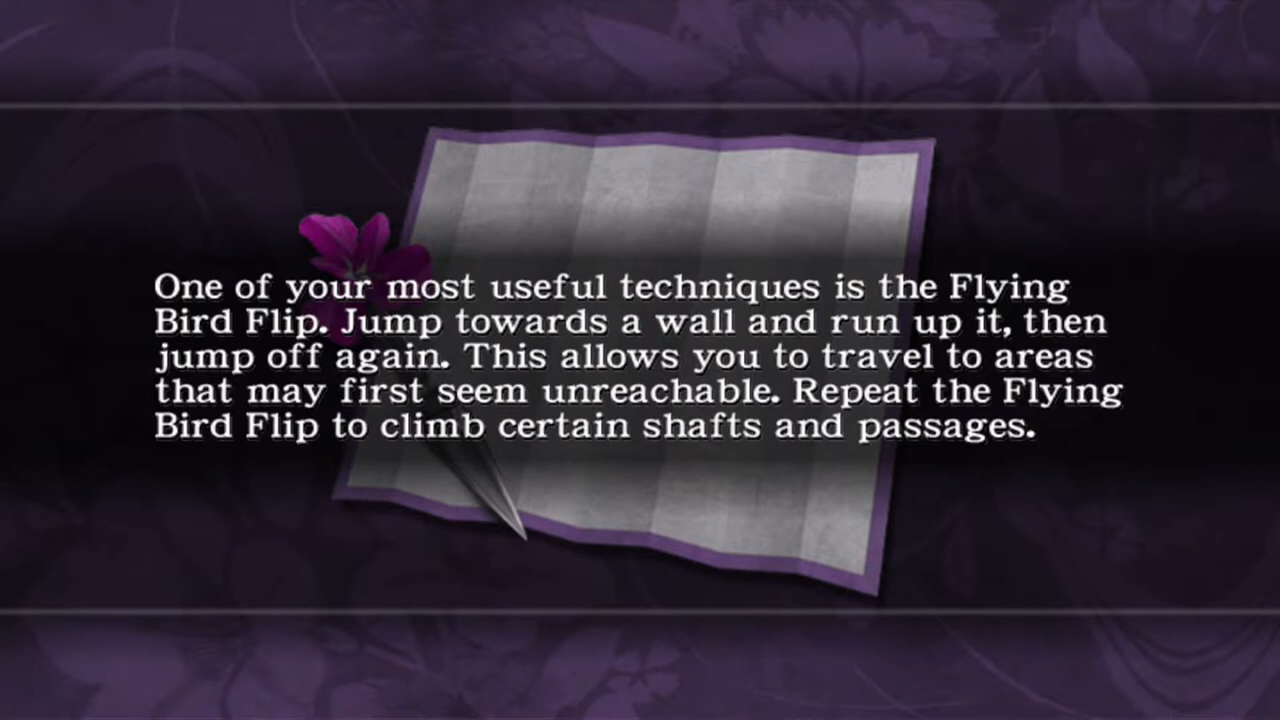 One of your most useful techniques is the Flying
Bird Flip. Jump towards a wall and run up it, then
jump off again. This allows you to travel to areas
that may first seem unreachable. Repeat the Flying
Bird Flip to climb certain shafts and passages.